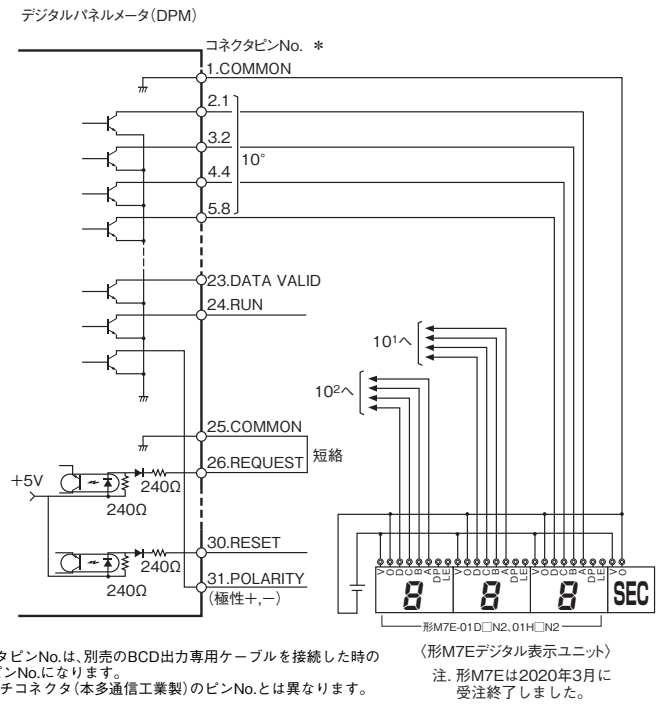 デジタルパネルメータ(DPM)
コネクタピンNo. *
1.COMMON
2.1
3.2
10°
4.4
5.8
23.DATA VALID
24.RUN
10¹へ
10²へ
25.COMMON
26.REQUEST
短絡
+5V
240Ω
240Ω
30.RESET
240Ω
31.POLARITY
240Ω
(極性+,−)
V O D C B A DP LE V O D C B A DP LE V O D C B A DP LE V O
8 8 8 SEC
形M7E-01D□N2、01H□N2
〈形M7Eデジタル表示ユニット〉
タピンNo.は、別売のBCD出力専用ケーブルを接続した時の
ンNo.になります。
チコネクタ(本多通信工業製)のピンNo.とは異なります。
注. 形M7Eは2020年3月に
受注終了しました。